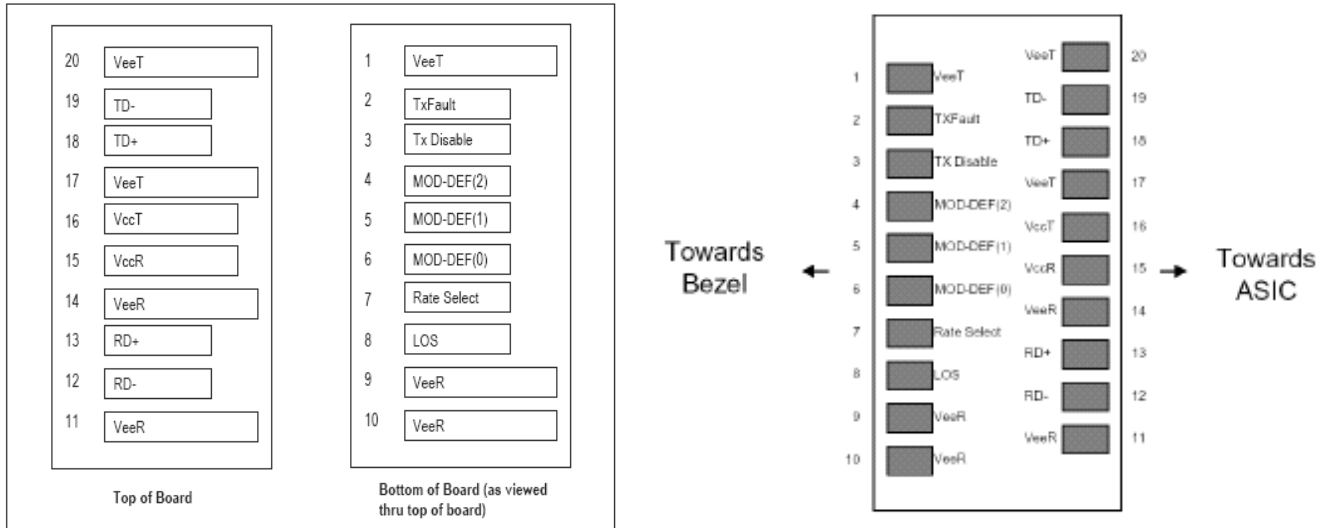 20 VeeT
19 TD-
18 TD+
17 VeeT
16 VccT
15 VccR
14 VeeR
13 RD+
12 RD-
11 VeeR
Top of Board
1 VeeT
2 TxFault
3 Tx Disable
4 MOD-DEF(2)
5 MOD-DEF(1)
6 MOD-DEF(0)
7 Rate Select
8 LOS
9 VeeR
10 VeeR
Bottom of Board (as viewed
thru top of board)
Towards
Bezel
1 VeeT
2 TXFault
3 TX Disable
4 MOD-DEF(2)
5 MOD-DEF(1)
6 MOD-DEF(0)
7 Rate Select
8 LOS
9 VeeR
10 VeeR
VeeT 20
TD- 19
TD+ 18
VeeT 17
VccT 16
VccR 15
VeeR 14
RD+ 13
RD- 12
VeeR 11
Towards
ASIC